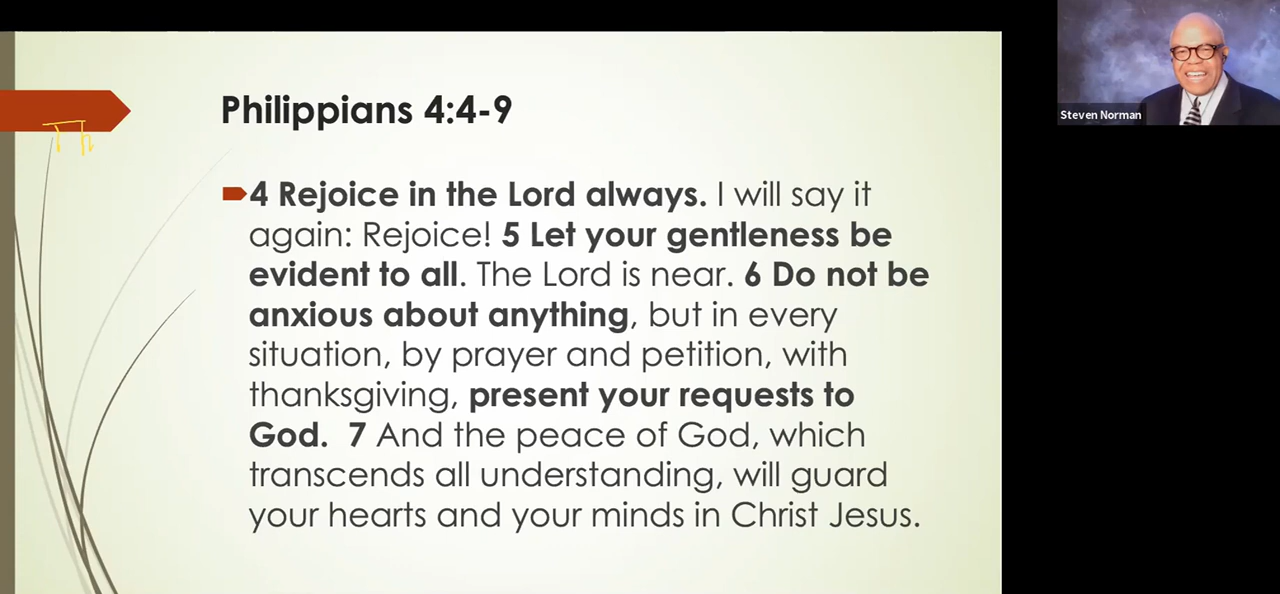 Philippians 4:4-9
4 Rejoice in the Lord always. I will say it
again: Rejoice! 5 Let your gentleness be
evident to all. The Lord is near. 6 Do not be
anxious about anything, but in every
situation, by prayer and petition, with
thanksgiving, present your requests to
God.  7 And the peace of God, which
transcends all understanding, will guard
your hearts and your minds in Christ Jesus.
Steven Norman